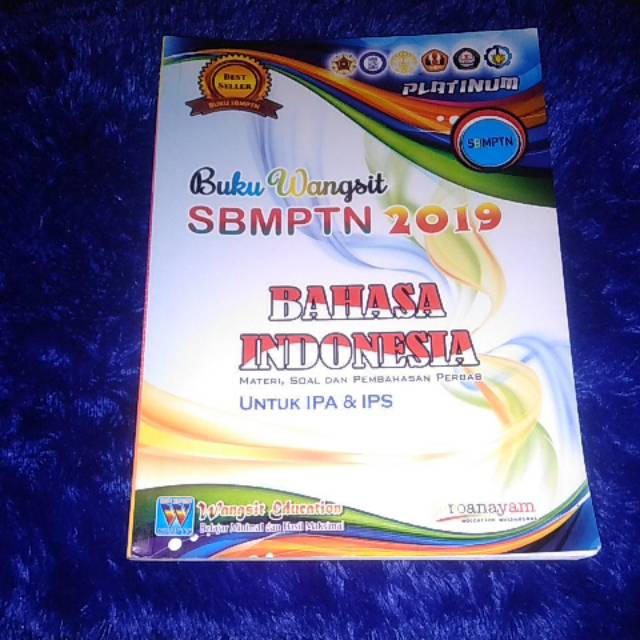 BEST
SELLER
BUKU SBMPTN
PLATINUM
SBMPTN
Buku Wangsit
SBMPTN 2019
BAHASA
INDONESIA
MATERI, SOAL DAN PEMBAHASAN PERBAB
UNTUK IPA & IPS
W
Wangsit Education
Belajar Minimal dan Hasil Maksimal
roanayam